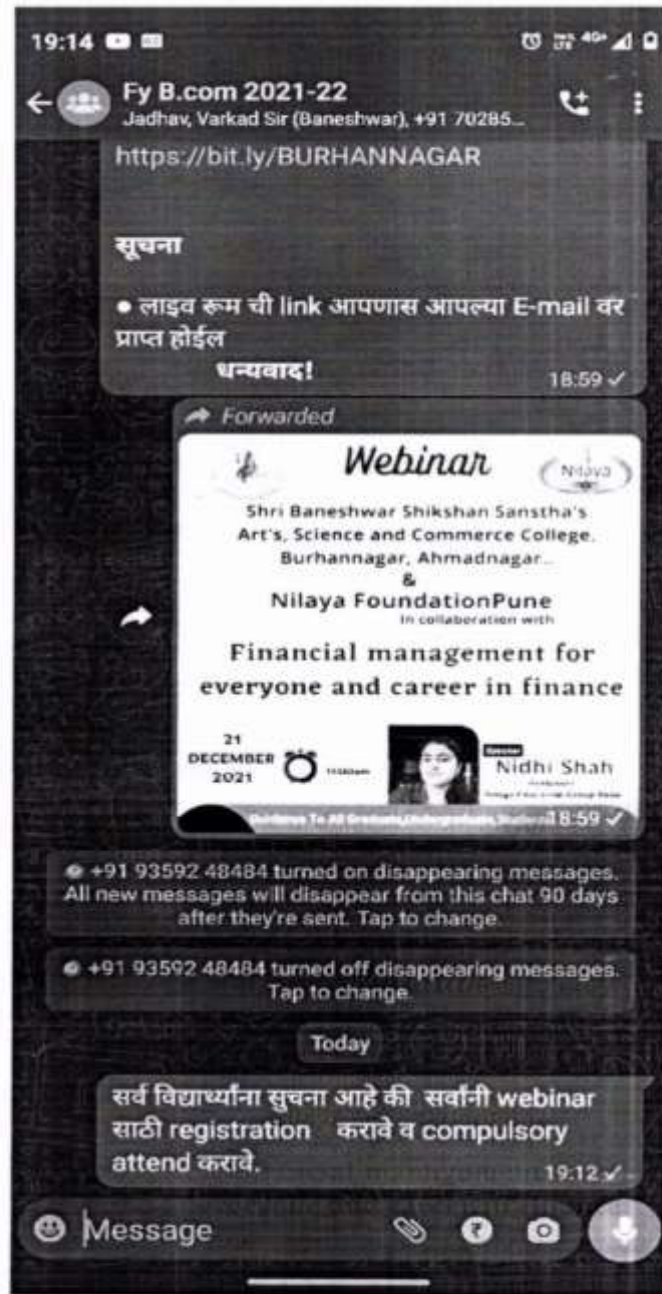 19:14
4G+
Fy B.com 2021-22
Jadhav, Varkad Sir (Baneshwar), +91 70285...
https://bit.ly/BURHANNAGAR
सूचना
● लाइव रूम ची link आपणास आपल्या E-mail वर
प्राप्त होईल
धन्यवाद!
18:59
Forwarded
Webinar
Nilaya
Shri Baneshwar Shikshan Sanstha's
Art's, Science and Commerce College,
Burhannagar, Ahmadnagar..
&
Nilaya FoundationPune
In collaboration with
Financial management for
everyone and career in finance
21
DECEMBER
2021
Nidhi Shah
18:59
+91 93592 48484 turned on disappearing messages.
All new messages will disappear from this chat 90 days
after they're sent. Tap to change.
+91 93592 48484 turned off disappearing messages.
Tap to change.
Today
सर्व विद्यार्थ्यांना सुचना आहे की सर्वांनी webinar
साठी registration करावे व compulsory
attend करावे.
19:12
Message